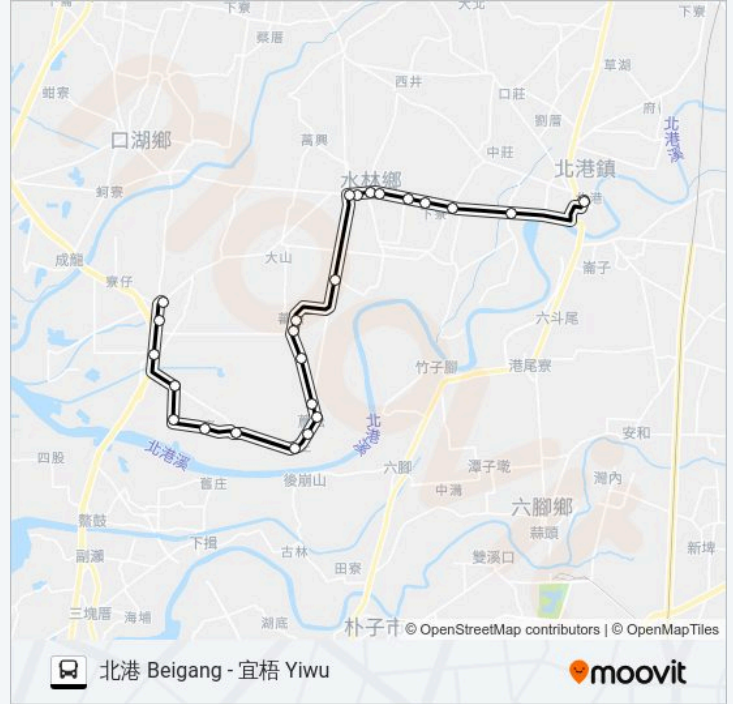 下寮
大北
下寮
蔡厝
草湖
蚶寮
西井
口莊
府
劉厝
萬興
口湖鄉
北港溪
中莊
北港鎮
水林鄉
蚵寮
下寮
成龍
大山
崙子
寮仔
六斗尾
竹子腳
港尾寮
北港溪
安和
北港溪
四股
六腳
潭子墘
灣內
舊庄
後崩山
中溝
六腳鄉
鰲鼓
蒜頭
下揖
古林
雙溪口
新埤
副瀨
田寮
三塊厝
海埔
湖底
朴子市
© OpenStreetMap contributors | © OpenMapTiles
北港 Beigang - 宜梧 Yiwu
moovit